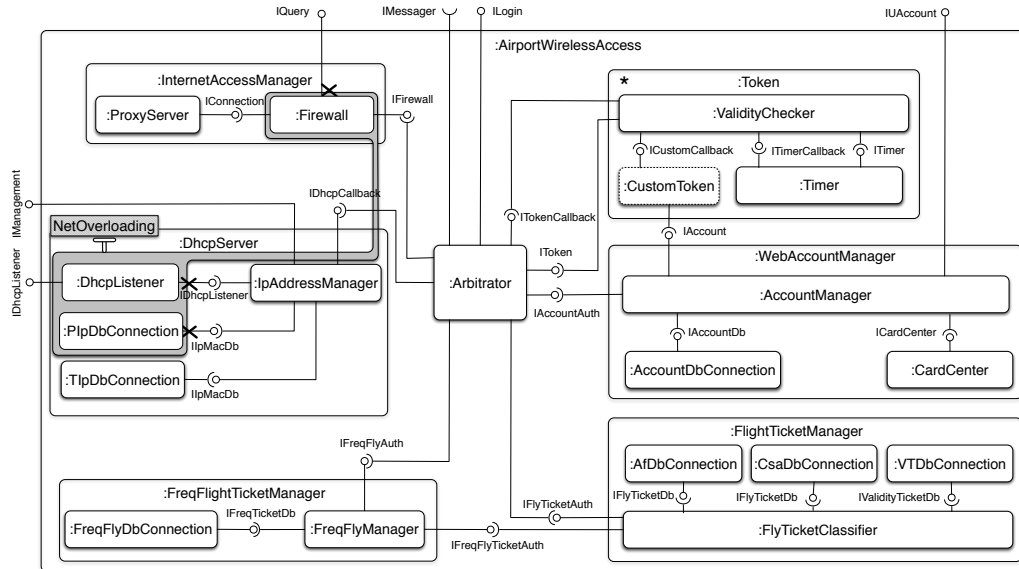 IQuery
IMessager
ILogin
IUAccount
:AirportWirelessAccess
:InternetAccessManager
IConnection
:ProxyServer
:Firewall
IFirewall
*
:Token
:ValidityChecker
ICustomCallback
ITimerCallback
ITimer
:CustomToken
:Timer
IManagement
IDhcpCallback
ITokenCallback
NetOverloading
:DhcpServer
IDhcpListener
:DhcpListener
IDhcpListener
:IpAddressManager
:PIpDbConnection
IIpMacDb
:TIpDbConnection
IIpMacDb
:Arbitrator
IToken
IAccountAuth
IAccount
:WebAccountManager
:AccountManager
IAccountDb
ICardCenter
:AccountDbConnection
:CardCenter
IFreqFlyAuth
:FreqFlightTicketManager
IFreqTicketDb
:FreqFlyDbConnection
:FreqFlyManager
IFlyTicketAuth
IFreqFlyTicketAuth
:FlightTicketManager
:AfDbConnection
:CsaDbConnection
:VTDbConnection
IFlyTicketDb
IFlyTicketDb
IValidityTicketDb
:FlyTicketClassifier